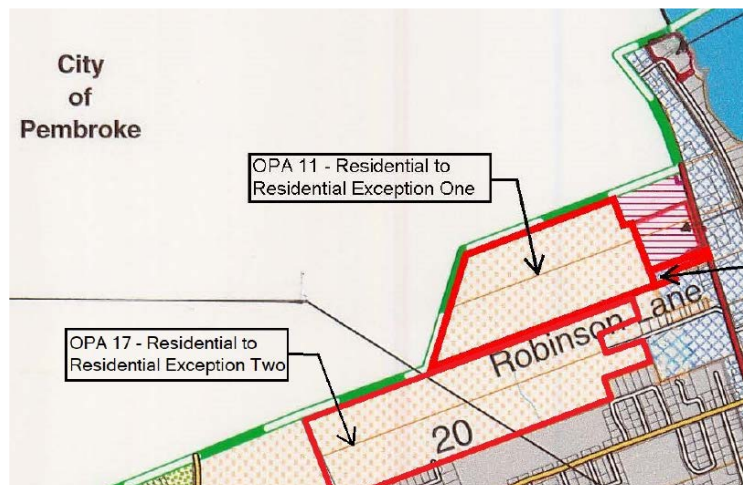 City
of
Pembroke
OPA 11 - Residential to
Residential Exception One
OPA 17 - Residential to
Residential Exception Two
Robinson Lane
20